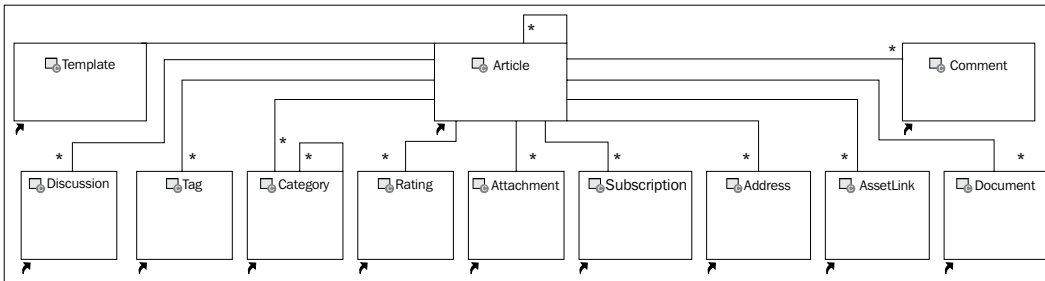 *
*
Template
Article
Comment
*
*
*
*
*
*
*
*
*
Discussion
Tag
Category
Rating
Attachment
Subscription
Address
AssetLink
Document